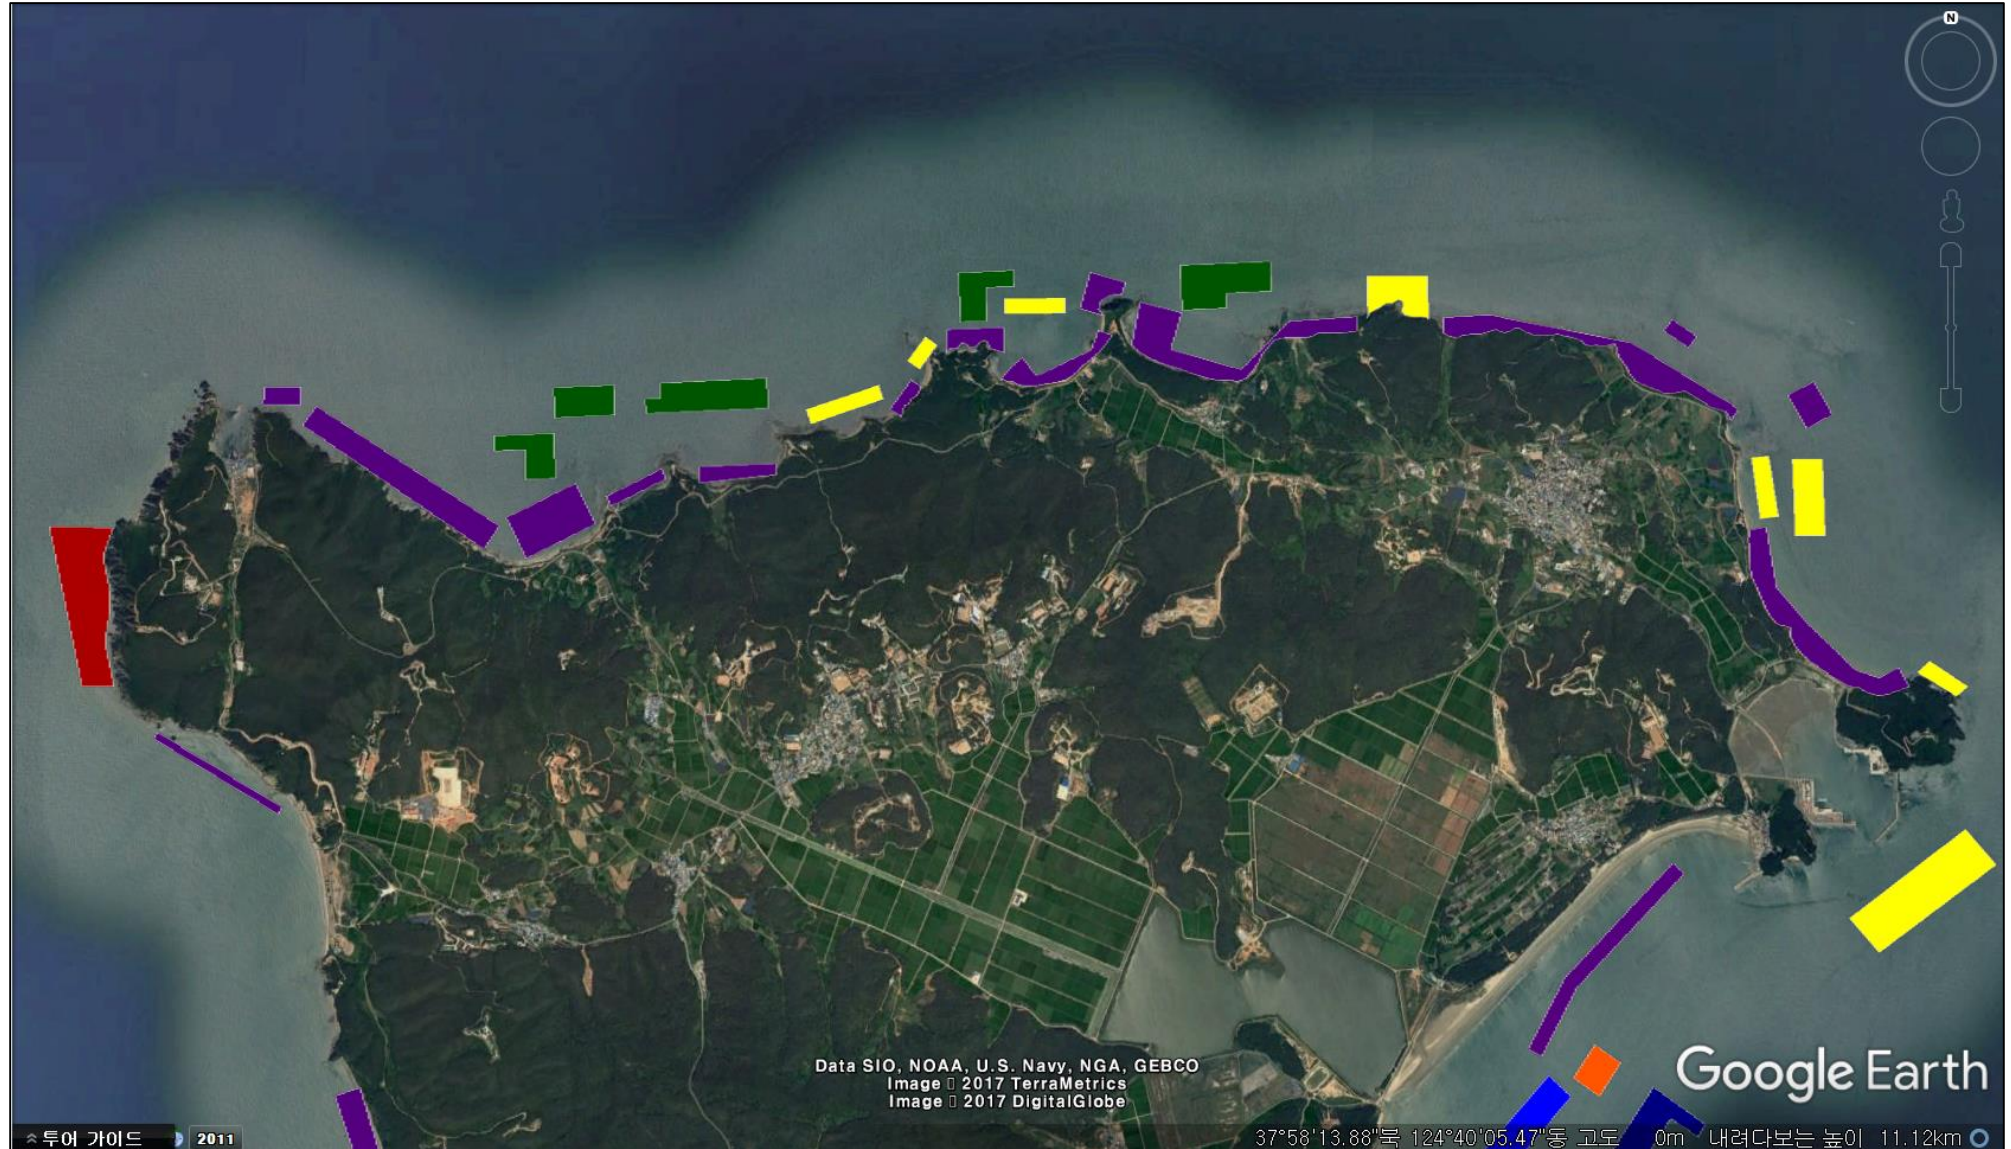 N
Data SIO, NOAA, U.S. Navy, NGA, GEBCO
Image ▯ 2017 TerraMetrics
Image ▯ 2017 DigitalGlobe
Google Earth
투어 가이드
2011
37°58'13.88"북 124°40'05.47"동 고도 0m 내려다보는 높이 11.12km